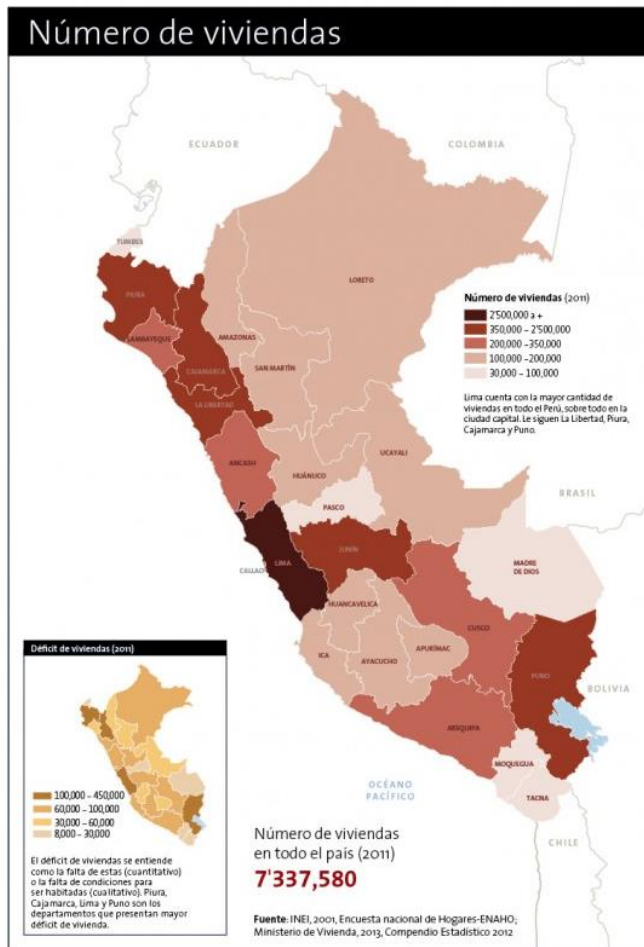 Número de viviendas
ECUADOR
COLOMBIA
TUMBES
LORETO
PIURA
Número de viviendas (2011)
2'500,000 a +
350,000 – 2'500,000
200,000 –350,000
100,000 –200,000
30,000 – 100,000
LAMBAYEQUE
AMAZONAS
CAJAMARCA
SAN MARTÍN
LA LIBERTAD
Lima cuenta con la mayor cantidad de
viviendas en todo el Perú, sobre todo en la
ciudad capital. Le siguen La Libertad, Piura,
Cajamarca y Puno.
ANCASH
UCAYALI
HUÁNUCO
BRASIL
PASCO
JUNÍN
LIMA
CALLAO
MADRE
DE DIOS
HUANCAVELICA
CUSCO
ICA
AYACUCHO
APURÍMAC
PUNO
BOLIVIA
AREQUIPA
MOQUEGUA
TACNA
OCÉANO
PACÍFICO
CHILE
Déficit de viviendas (2011)
100,000 – 450,000
60,000 – 100,000
30,000 – 60,000
8,000 – 30,000
El déficit de viviendas se entiende
como la falta de estas (cuantitativo)
o la falta de condiciones para
ser habitadas (cualitativo). Piura,
Cajamarca, Lima y Puno son los
departamentos que presentan mayor
déficit de vivienda.
Número de viviendas
en todo el país (2011)
7'337,580
Fuente: INEI, 2001, Encuesta nacional de Hogares-ENAHO;
Ministerio de Vivienda, 2013, Compendio Estadístico 2012